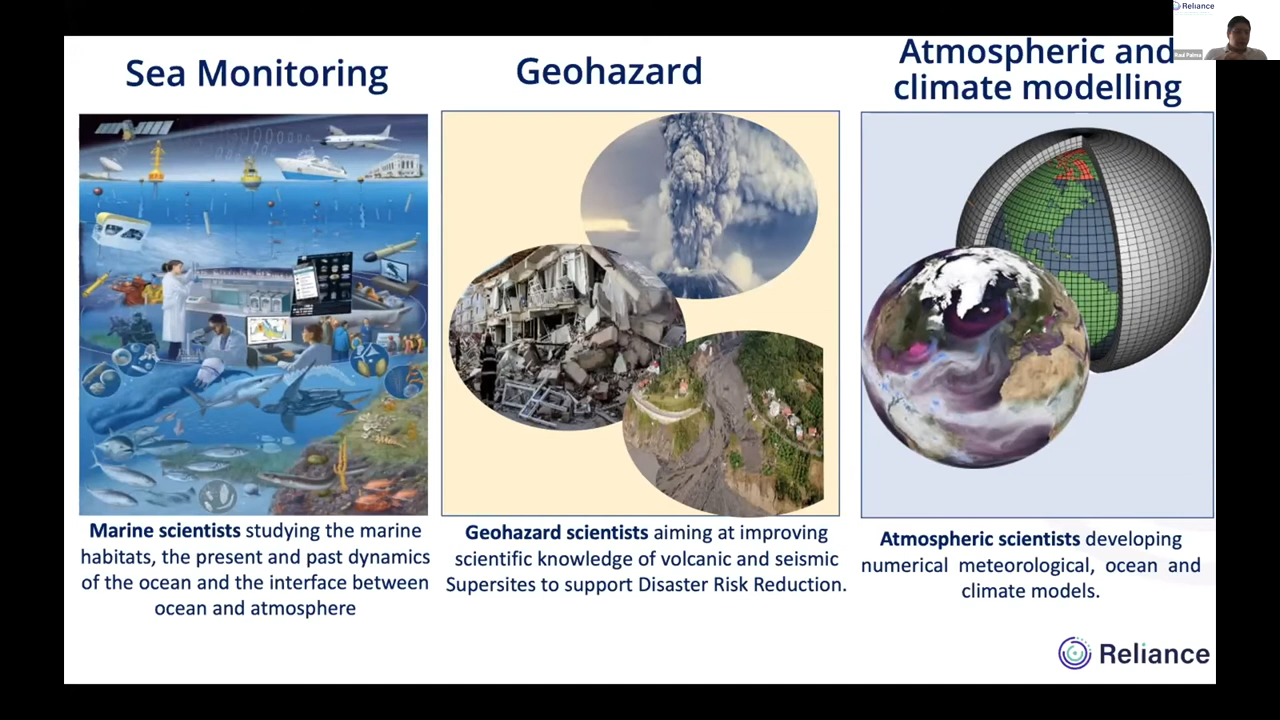 Reliance
Raul Palma
Sea Monitoring
Geohazard
Atmospheric and
climate modelling
Marine scientists studying the marine
habitats, the present and past dynamics
of the ocean and the interface between
ocean and atmosphere
Geohazard scientists aiming at improving
scientific knowledge of volcanic and seismic
Supersites to support Disaster Risk Reduction.
Atmospheric scientists developing
numerical meteorological, ocean and
climate models.
Reliance